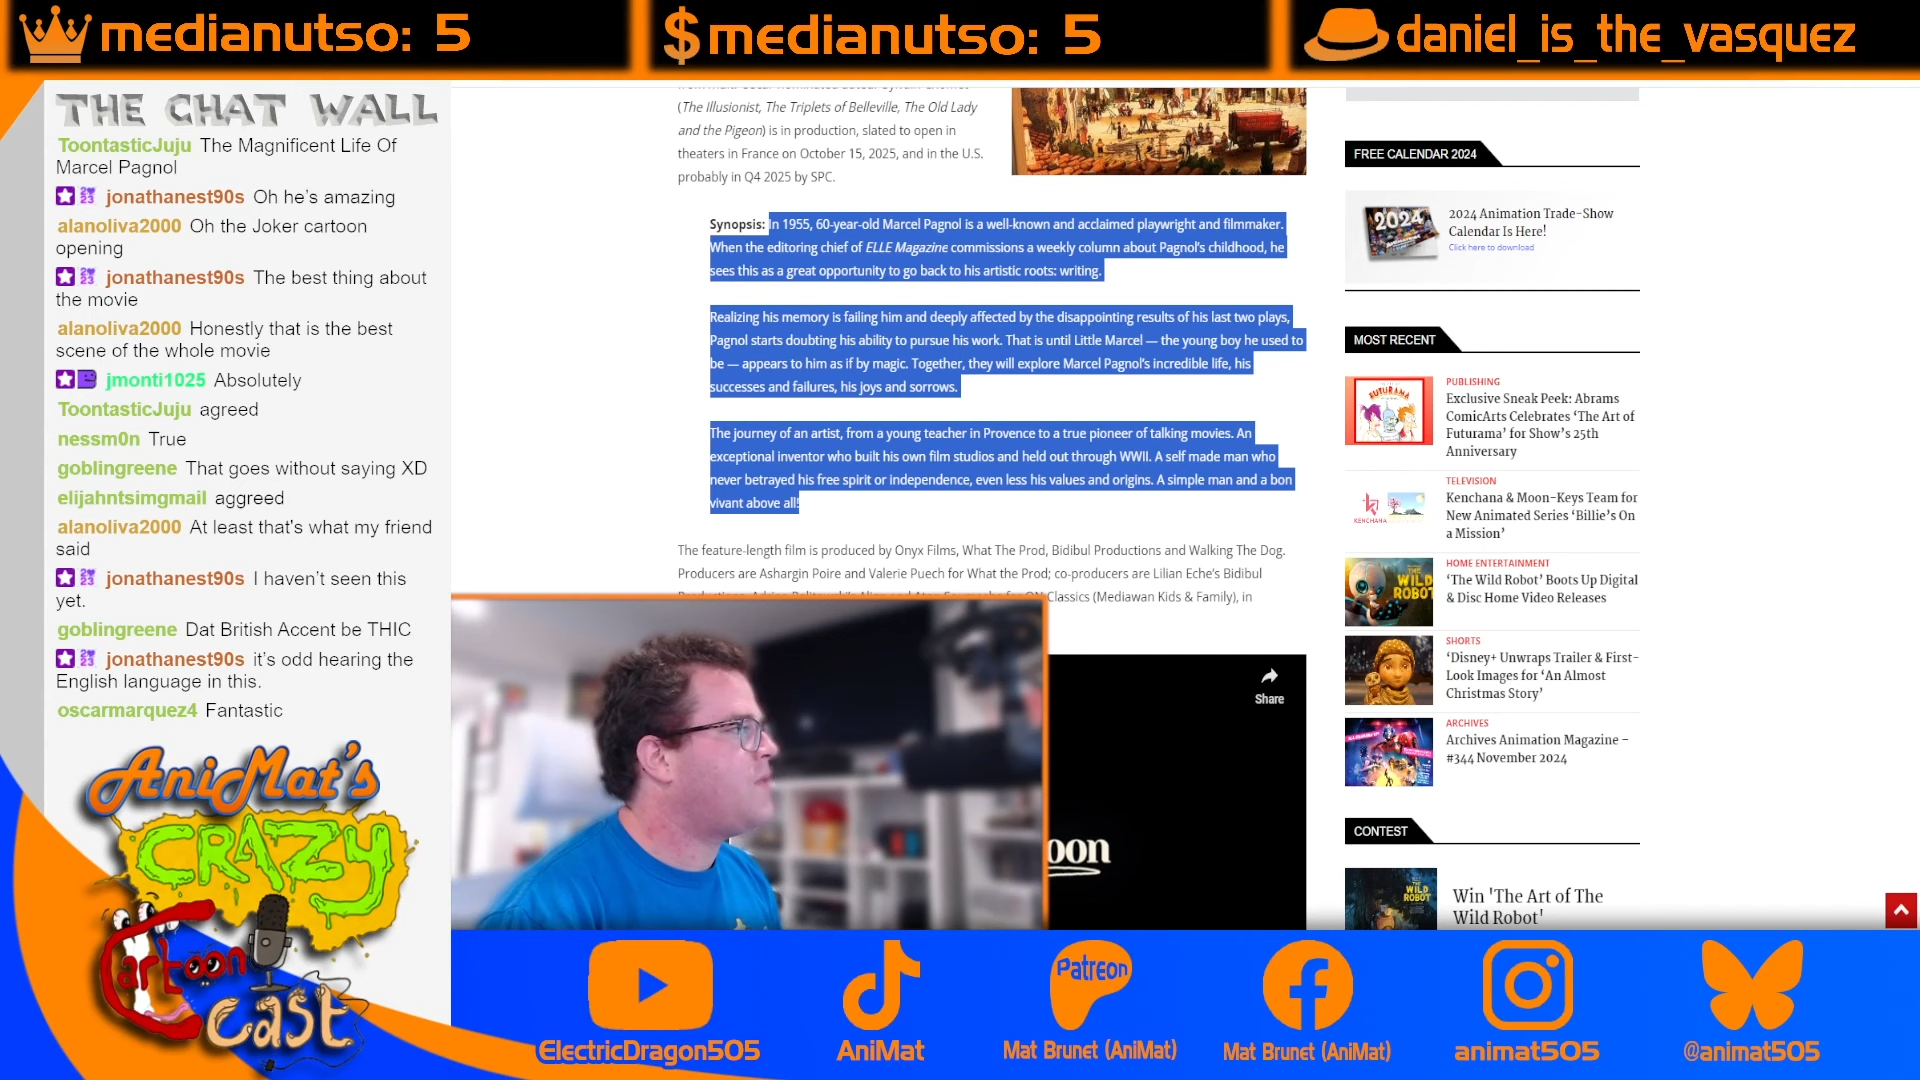 medianutso: 5
$medianutso: 5
daniel_is_the_vasquez
THE CHAT WALL
ToontasticJuju The Magnificent Life Of
Marcel Pagnol
jonathanest90s Oh he's amazing
alanoliva2000 Oh the Joker cartoon
opening
jonathanest90s The best thing about
the movie
alanoliva2000 Honestly that is the best
scene of the whole movie
jmonti1025 Absolutely
ToontasticJuju agreed
nessm0n True
goblingreene That goes without saying XD
elijahntsimgmail aggreed
alanoliva2000 At least that's what my friend
said
jonathanest90s I haven't seen this
yet.
goblingreene Dat British Accent be THIC
jonathanest90s it's odd hearing the
English language in this.
oscarmarquez4 Fantastic
AniMat's
CRAZY
Cartoon
Cast
(The Illusionist, The Triplets of Belleville, The Old Lady
and the Pigeon) is in production, slated to open in
theaters in France on October 15, 2025, and in the U.S.
probably in Q4 2025 by SPC.
Synopsis: In 1955, 60-year-old Marcel Pagnol is a well-known and acclaimed playwright and filmmaker.
When the editoring chief of ELLE Magazine commissions a weekly column about Pagnol's childhood, he
sees this as a great opportunity to go back to his artistic roots: writing.
Realizing his memory is failing him and deeply affected by the disappointing results of his last two plays,
Pagnol starts doubting his ability to pursue his work. That is until Little Marcel — the young boy he used to
be — appears to him as if by magic. Together, they will explore Marcel Pagnol's incredible life, his
successes and failures, his joys and sorrows.
The journey of an artist, from a young teacher in Provence to a true pioneer of talking movies. An
exceptional inventor who built his own film studios and held out through WWII. A self made man who
never betrayed his free spirit or independence, even less his values and origins. A simple man and a bon
vivant above all!
The feature-length film is produced by Onyx Films, What The Prod, Bidibul Productions and Walking The Dog.
Producers are Ashargin Poire and Valerie Puech for What the Prod; co-producers are Lilian Eche's Bidibul
Classics (Mediawan Kids & Family), in
Share
oon
FREE CALENDAR 2024
2024
2024 Animation Trade-Show
Calendar Is Here!
Click here to download
MOST RECENT
FUTURAMA
PUBLISHING
Exclusive Sneak Peek: Abrams
ComicArts Celebrates 'The Art of
Futurama' for Show's 25th
Anniversary
KENCHANA
TELEVISION
Kenchana & Moon-Keys Team for
New Animated Series 'Billie's On
a Mission'
THE WILD ROBOT
HOME ENTERTAINMENT
'The Wild Robot' Boots Up Digital
& Disc Home Video Releases
SHORTS
'Disney+ Unwraps Trailer & First-
Look Images for 'An Almost
Christmas Story'
ARCHIVES
Archives Animation Magazine –
#344 November 2024
CONTEST
THE WILD ROBOT
Win 'The Art of The
Wild Robot'
Patreon
ElectricDragon505
AniMat
Mat Brunet (AniMat)
Mat Brunet (AniMat)
animat505
@animat505